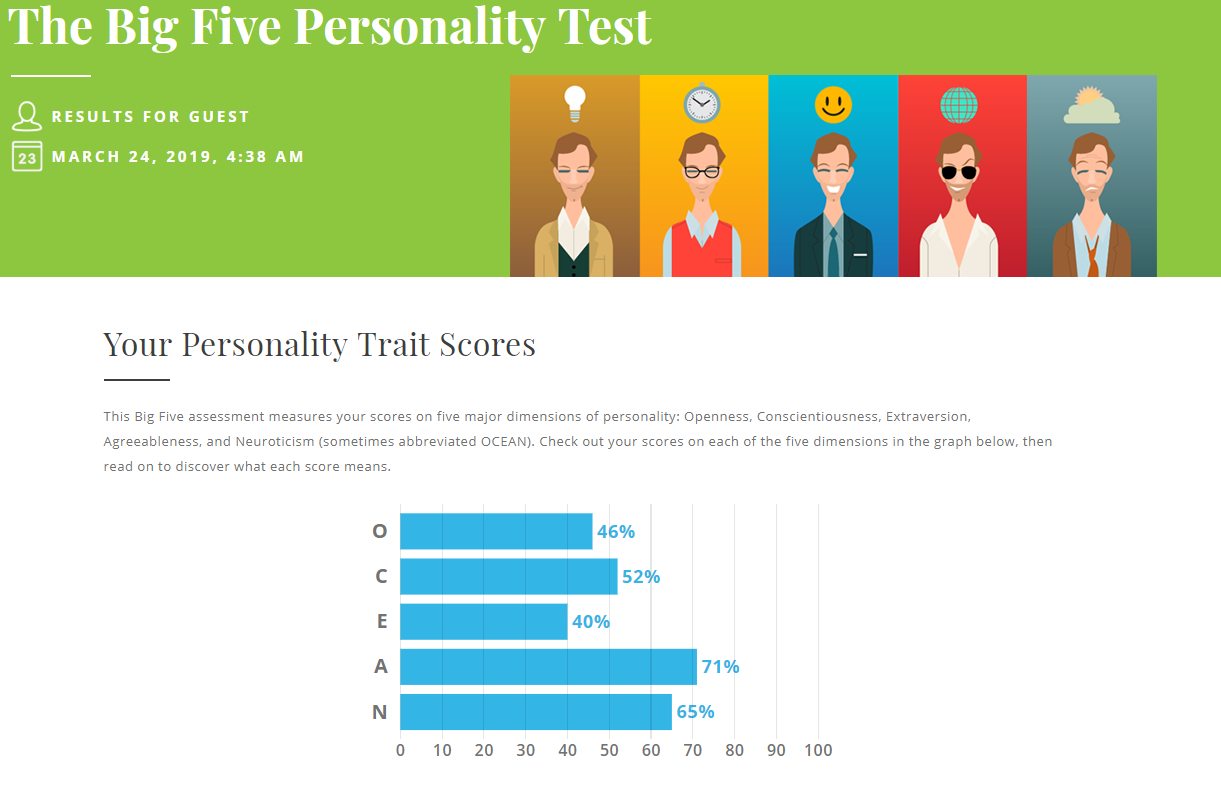 The Big Five Personality Test
RESULTS FOR GUEST
23
MARCH 24, 2019, 4:38 AM
Your Personality Trait Scores
This Big Five assessment measures your scores on five major dimensions of personality: Openness, Conscientiousness, Extraversion,
Agreeableness, and Neuroticism (sometimes abbreviated OCEAN). Check out your scores on each of the five dimensions in the graph below, then
read on to discover what each score means.
O 46%
C 52%
E 40%
A 71%
N 65%
0 10 20 30 40 50 60 70 80 90 100